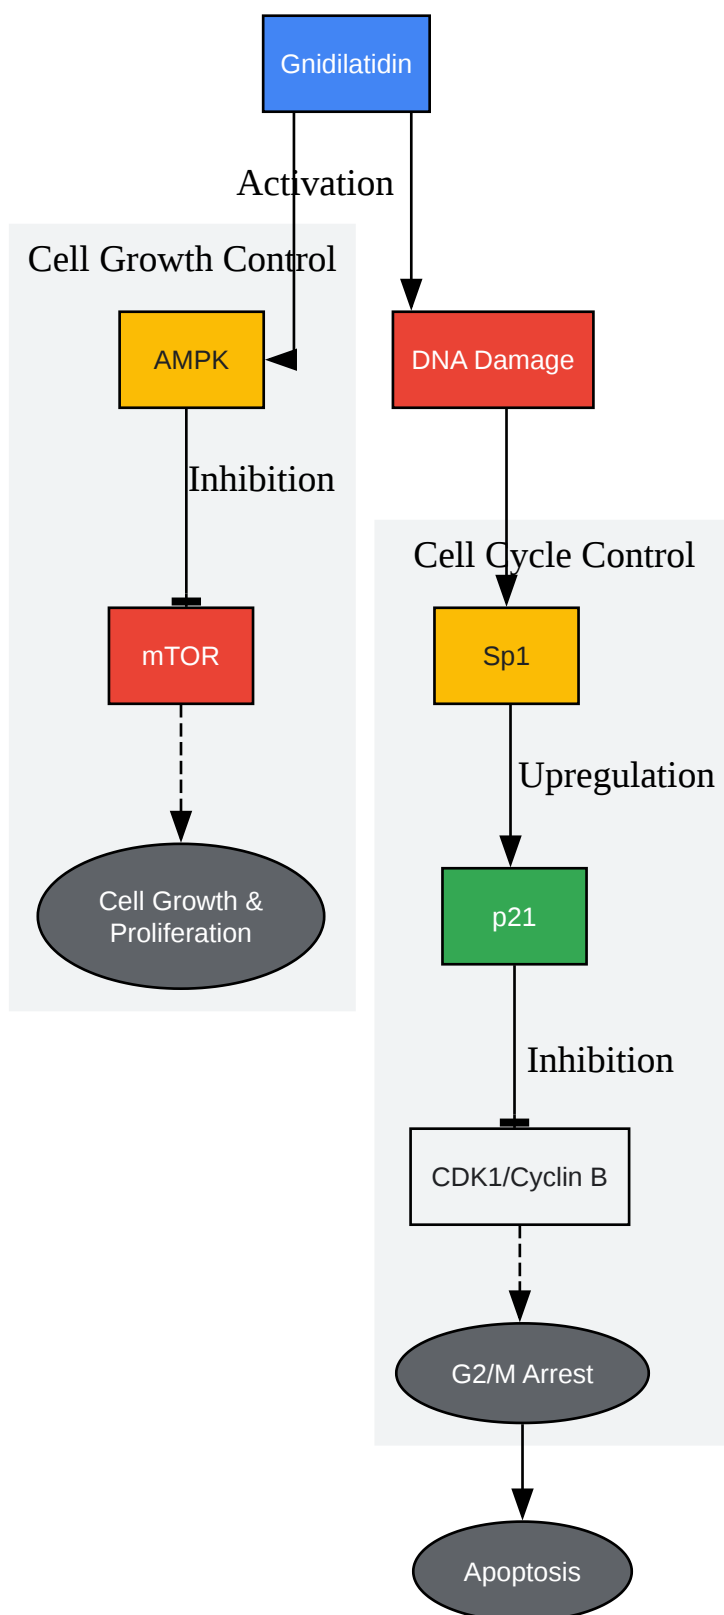 Gnidilatidin
Activation
Cell Growth Control
AMPK
DNA Damage
Inhibition
Cell Cycle Control
mTOR
Sp1
Upregulation
Cell Growth &
Proliferation
p21
Inhibition
CDK1/Cyclin B
G2/M Arrest
Apoptosis